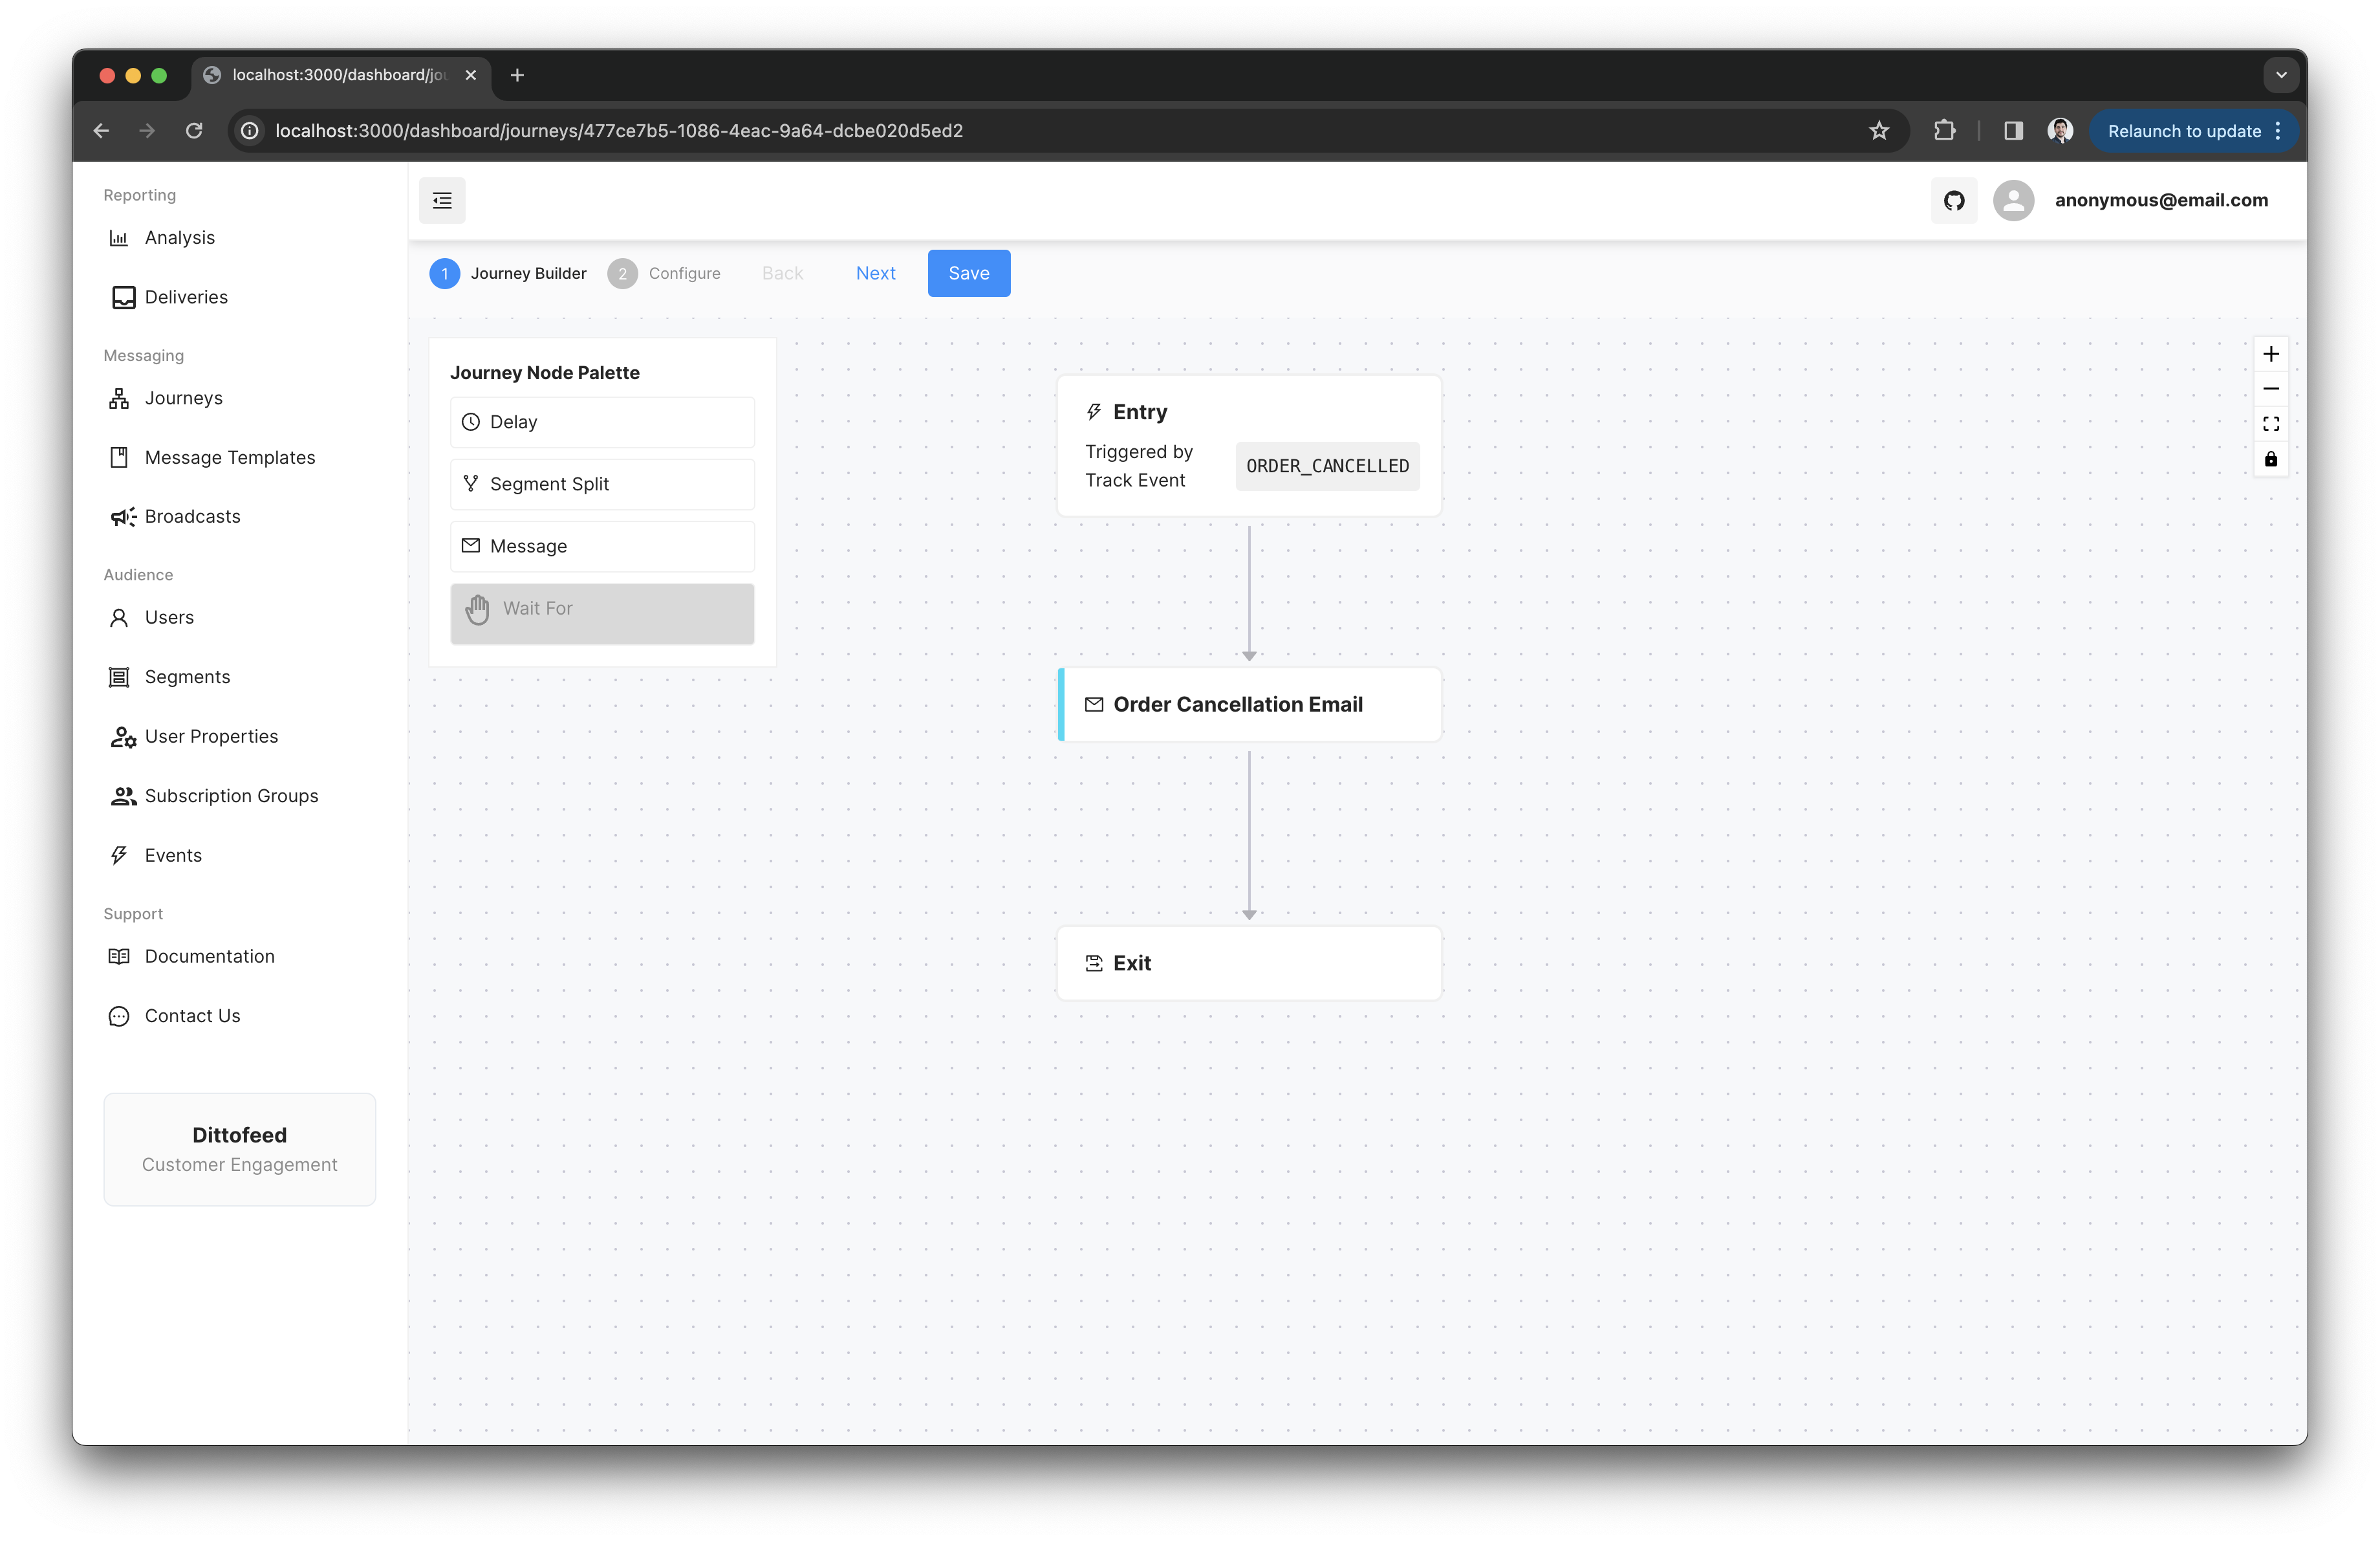 localhost:3000/dashboard/jou
localhost:3000/dashboard/journeys/477ce7b5-1086-4eac-9a64-dcbe020d5ed2
Relaunch to update
Reporting
Analysis
Deliveries
Messaging
Journeys
Message Templates
Broadcasts
Audience
Users
Segments
User Properties
Subscription Groups
Events
Support
Documentation
Contact Us
Dittofeed
Customer Engagement
anonymous@email.com
1 Journey Builder 2 Configure Back Next Save
Journey Node Palette
Delay
Segment Split
Message
Wait For
Entry
Triggered by
Track Event
ORDER_CANCELLED
Order Cancellation Email
Exit